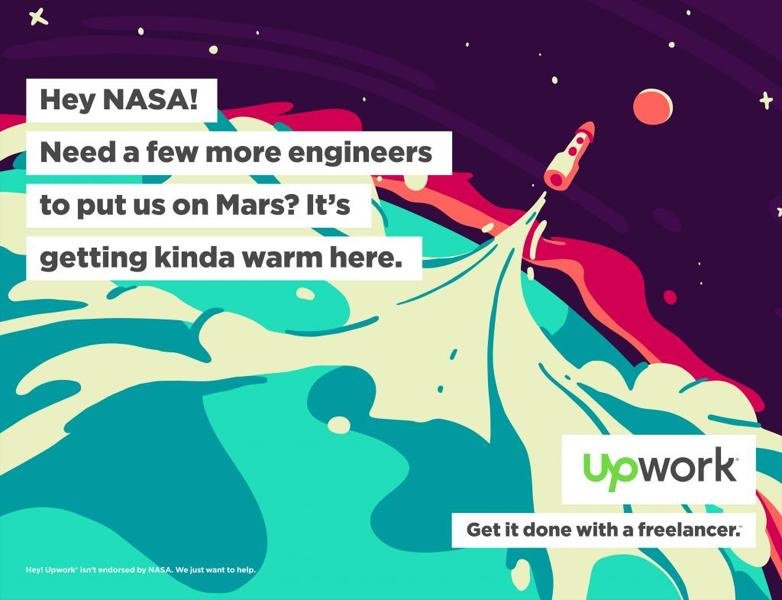 Hey NASA!
Need a few more engineers
to put us on Mars? It's
getting kinda warm here.
upwork
Get it done with a freelancer.
Hey! Upwork® isn't endorsed by NASA. We just want to help.